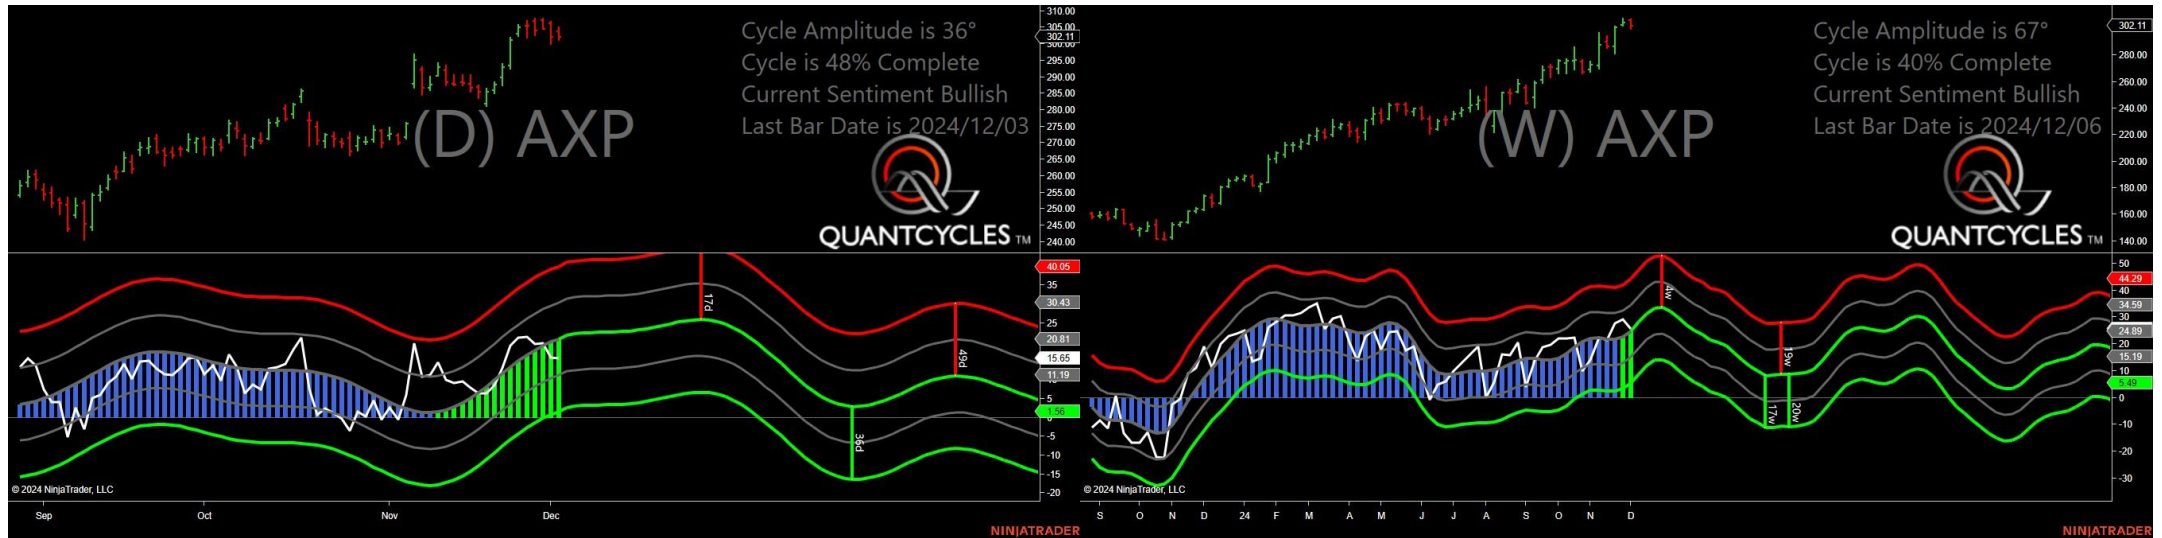 Cycle Amplitude is 36°
Cycle is 48% Complete
Current Sentiment Bullish
Last Bar Date is 2024/12/03
(D) AXP
QUANTCYCLES TM
310.00
305.00
302.11
300.00
295.00
290.00
285.00
280.00
275.00
270.00
265.00
260.00
255.00
250.00
245.00
240.00
40.05
35
30.43
25
20.81
15.65
11.19
10
5
1.56
0
-5
-10
-15
-20
17d
36d
49d
© 2024 NinjaTrader, LLC
Sep Oct Nov Dec
NINJATRADER
Cycle Amplitude is 67°
Cycle is 40% Complete
Current Sentiment Bullish
Last Bar Date is 2024/12/06
(W) AXP
QUANTCYCLES TM
302.11
280.00
260.00
240.00
220.00
200.00
180.00
160.00
140.00
50
44.29
40
34.59
30
24.89
20
15.19
10
5.49
0
-10
-20
-30
4w
19w
17w
20w
© 2024 NinjaTrader, LLC
S O N D 24 F M A M J J A S O N D
NINJATRADER